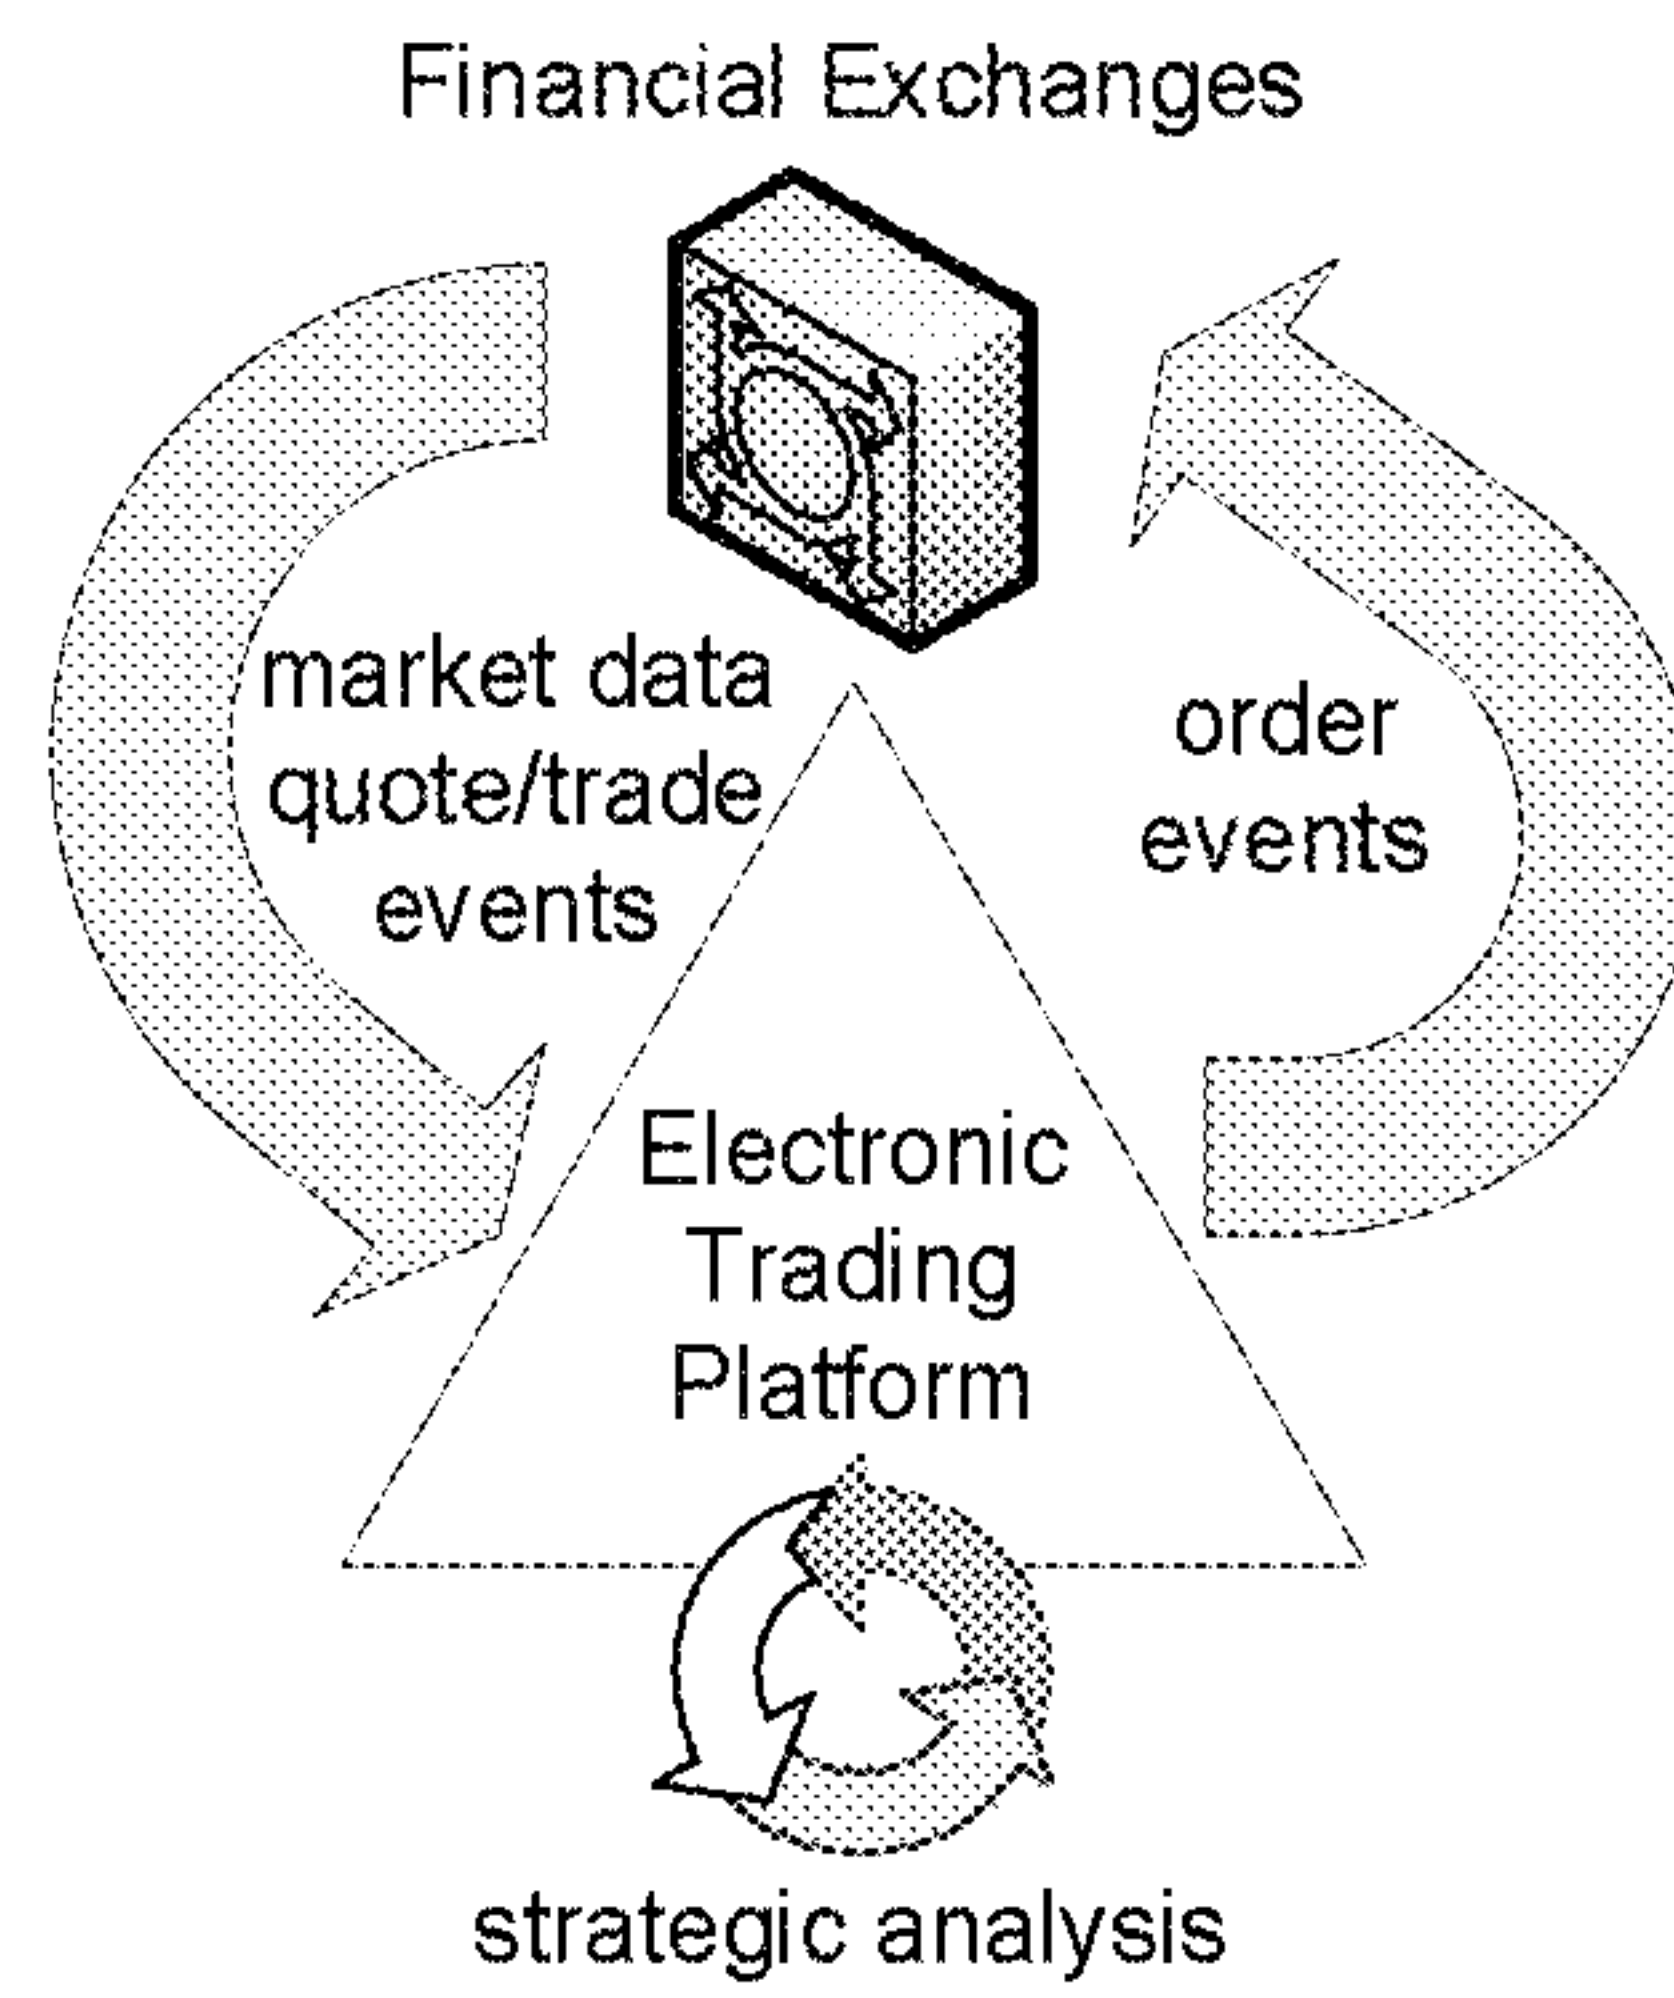 Financial Exchanges
market data
quote/trade
events
order
events
Electronic
Trading
Platform
strategic analysis